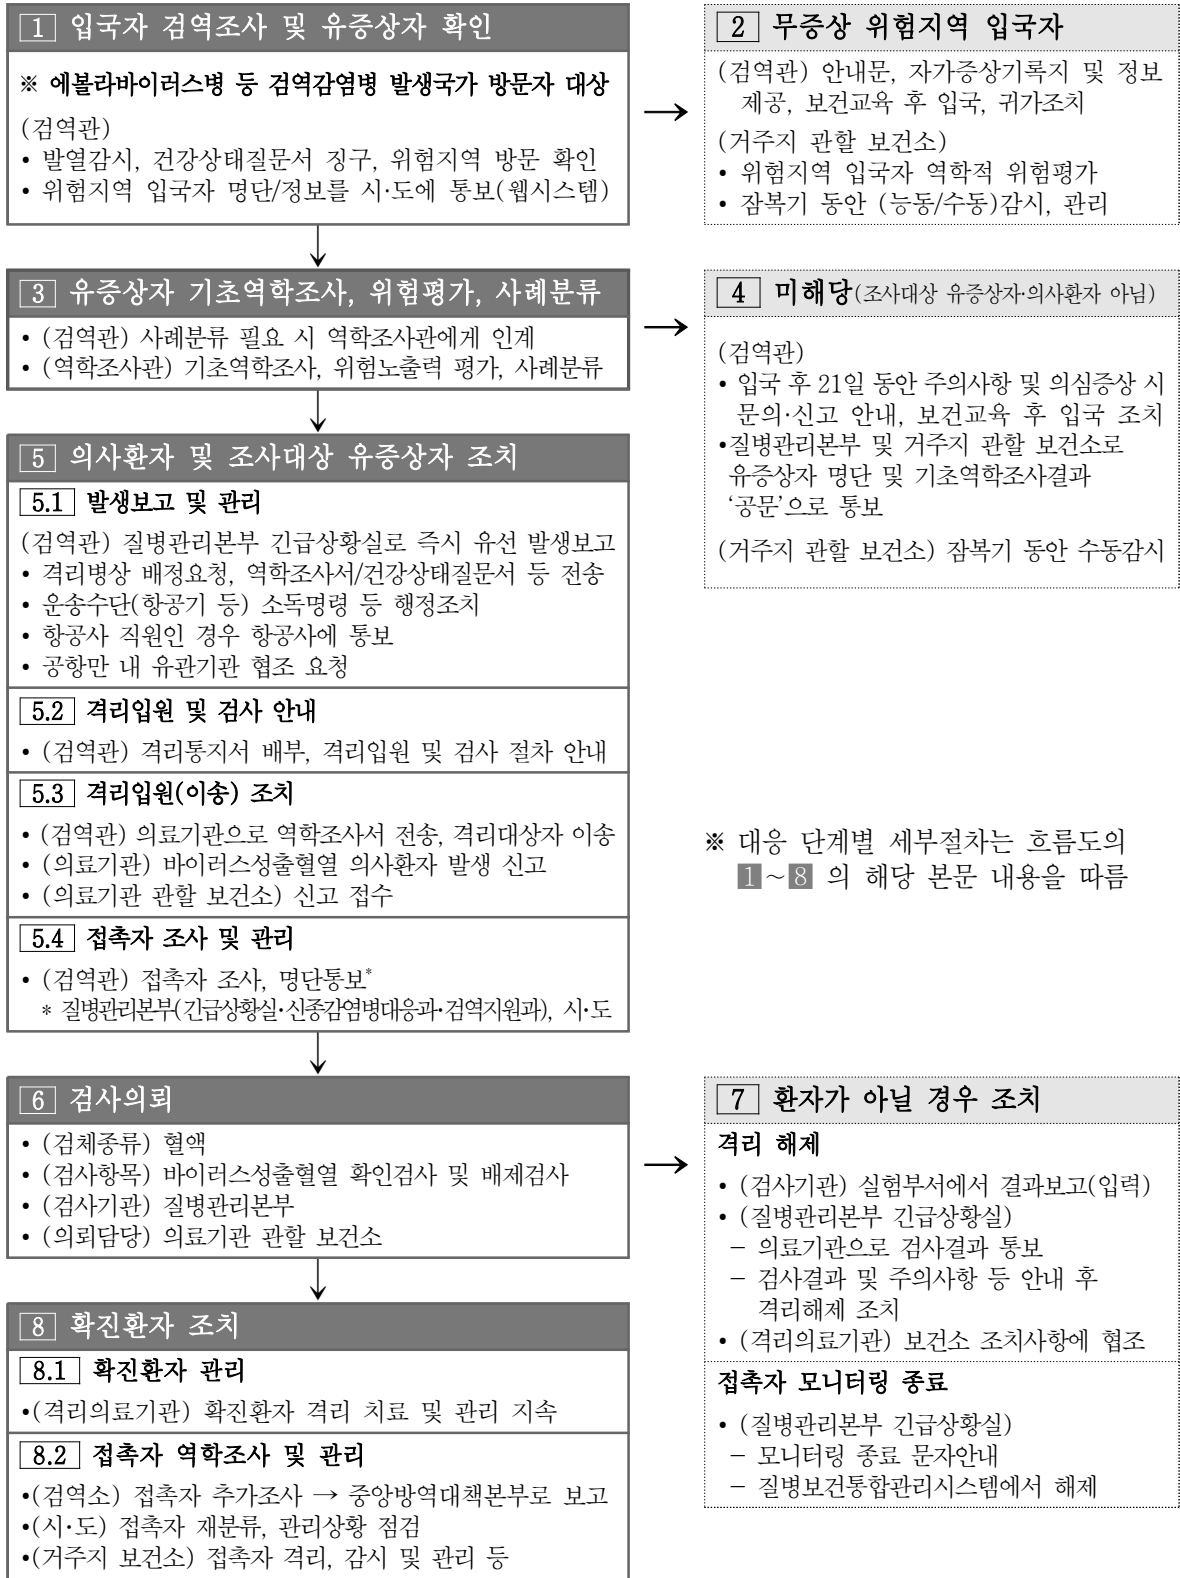 1 입국자 검역조사 및 유증상자 확인
※ 에볼라바이러스병 등 검역감염병 발생국가 방문자 대상
(검역관)
• 발열감시, 건강상태질문서 징구, 위험지역 방문 확인
• 위험지역 입국자 명단/정보를 시·도에 통보(웹시스템)
→
2 무증상 위험지역 입국자
(검역관) 안내문, 자가증상기록지 및 정보
제공, 보건교육 후 입국, 귀가조치
(거주지 관할 보건소)
• 위험지역 입국자 역학적 위험평가
• 잠복기 동안 (능동/수동)감시, 관리
3 유증상자 기초역학조사, 위험평가, 사례분류
• (검역관) 사례분류 필요 시 역학조사관에게 인계
• (역학조사관) 기초역학조사, 위험노출력 평가, 사례분류
→
4 미해당(조사대상 유증상자·의사환자 아님)
(검역관)
• 입국 후 21일 동안 주의사항 및 의심증상 시
문의·신고 안내, 보건교육 후 입국 조치
•질병관리본부 및 거주지 관할 보건소로
유증상자 명단 및 기초역학조사결과
‘공문’으로 통보
(거주지 관할 보건소) 잠복기 동안 수동감시
5 의사환자 및 조사대상 유증상자 조치
5.1 발생보고 및 관리
(검역관) 질병관리본부 긴급상황실로 즉시 유선 발생보고
• 격리병상 배정요청, 역학조사서/건강상태질문서 등 전송
• 운송수단(항공기 등) 소독명령 등 행정조치
• 항공사 직원인 경우 항공사에 통보
• 공항만 내 유관기관 협조 요청
5.2 격리입원 및 검사 안내
• (검역관) 격리통지서 배부, 격리입원 및 검사 절차 안내
5.3 격리입원(이송) 조치
• (검역관) 의료기관으로 역학조사서 전송, 격리대상자 이송
• (의료기관) 바이러스성출혈열 의사환자 발생 신고
• (의료기관 관할 보건소) 신고 접수
5.4 접촉자 조사 및 관리
• (검역관) 접촉자 조사, 명단통보*
* 질병관리본부(긴급상황실·신종감염병대응과·검역지원과), 시·도
※ 대응 단계별 세부절차는 흐름도의
1~8 의 해당 본문 내용을 따름
6 검사의뢰
• (검체종류) 혈액
• (검사항목) 바이러스성출혈열 확인검사 및 배제검사
• (검사기관) 질병관리본부
• (의뢰담당) 의료기관 관할 보건소
→
7 환자가 아닐 경우 조치
격리 해제
• (검사기관) 실험부서에서 결과보고(입력)
• (질병관리본부 긴급상황실)
- 의료기관으로 검사결과 통보
- 검사결과 및 주의사항 등 안내 후
격리해제 조치
• (격리의료기관) 보건소 조치사항에 협조
접촉자 모니터링 종료
• (질병관리본부 긴급상황실)
- 모니터링 종료 문자안내
- 질병보건통합관리시스템에서 해제
8 확진환자 조치
8.1 확진환자 관리
•(격리의료기관) 확진환자 격리 치료 및 관리 지속
8.2 접촉자 역학조사 및 관리
•(검역소) 접촉자 추가조사 → 중앙방역대책본부로 보고
•(시·도) 접촉자 재분류, 관리상황 점검
•(거주지 보건소) 접촉자 격리, 감시 및 관리 등